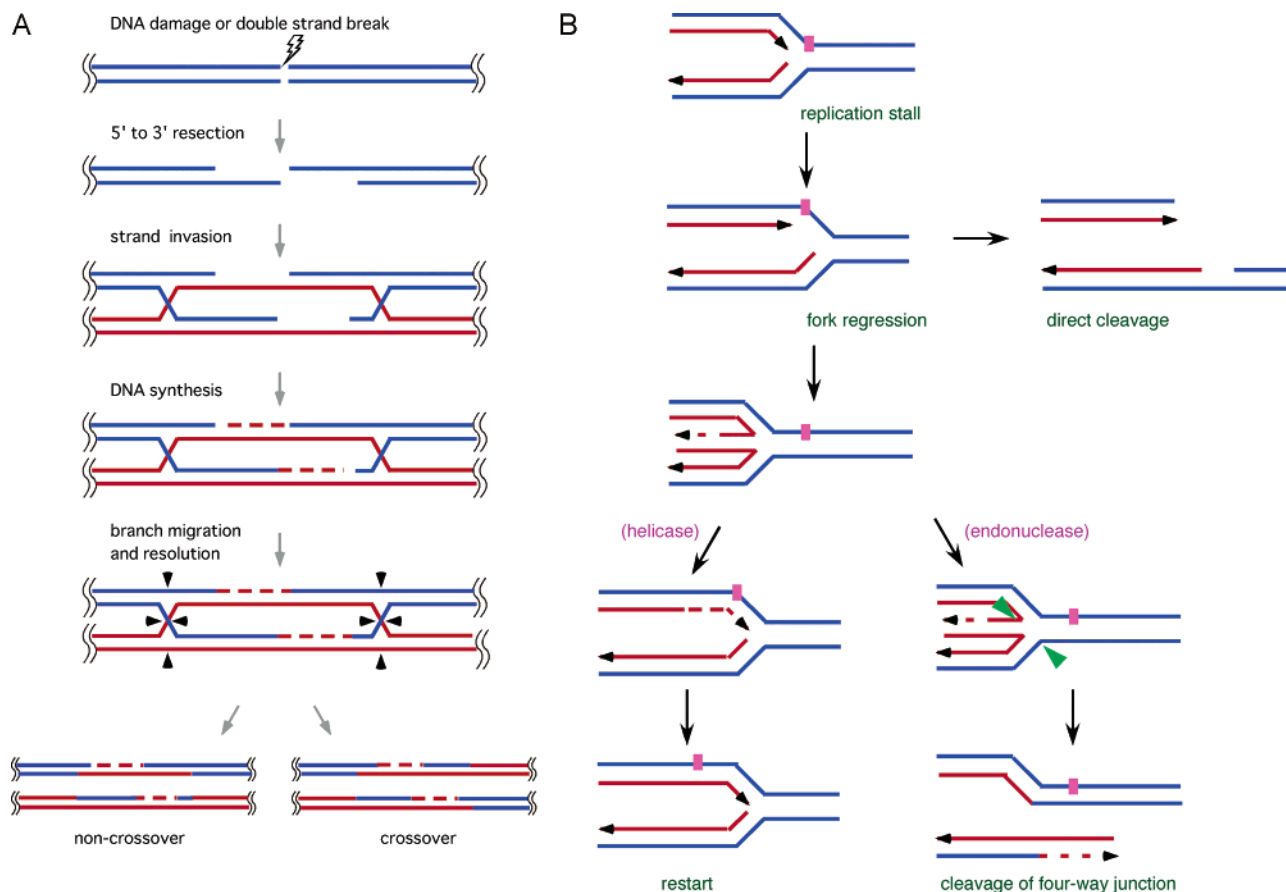 A
DNA damage or double strand break
5' to 3' resection
strand invasion
DNA synthesis
branch migration
and resolution
non-crossover
crossover
B
replication stall
fork regression
direct cleavage
(helicase)
(endonuclease)
restart
cleavage of four-way junction